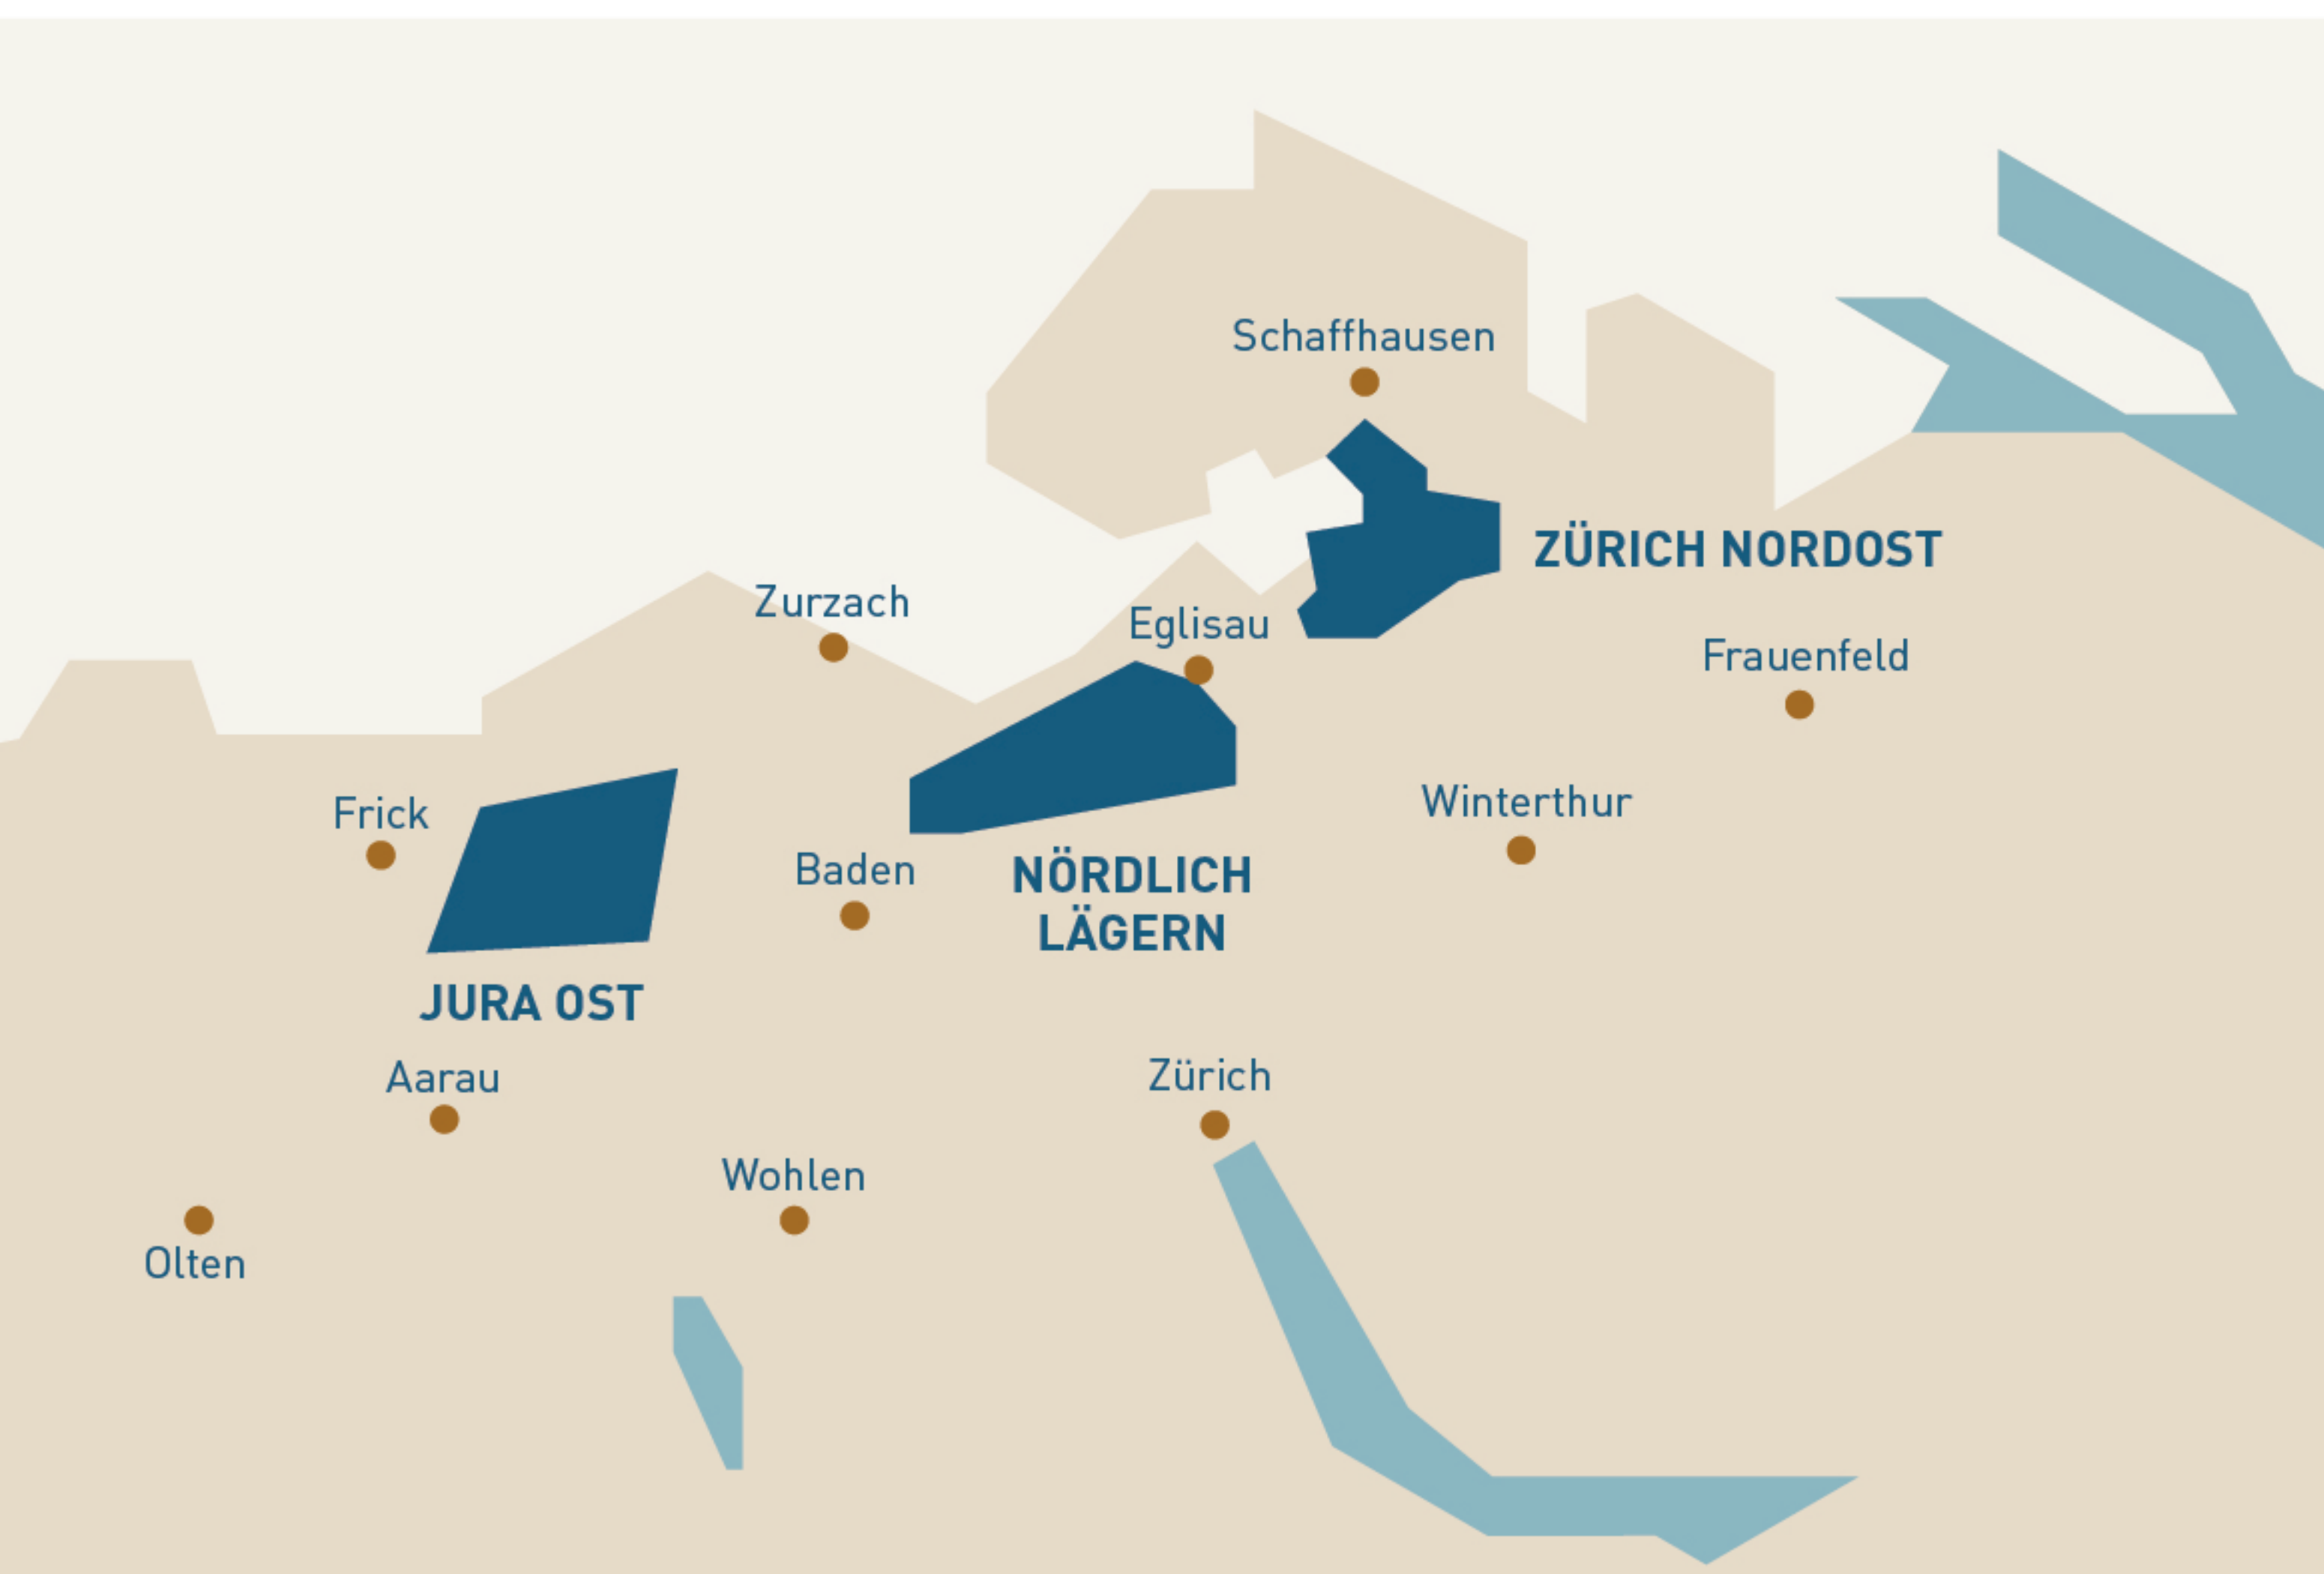 Schaffhausen
ZÜRICH NORDOST
Zurzach
Eglisau
Frauenfeld
Frick
Winterthur
Baden
NÖRDLICH
LÄGERN
JURA OST
Aarau
Zürich
Wohlen
Olten